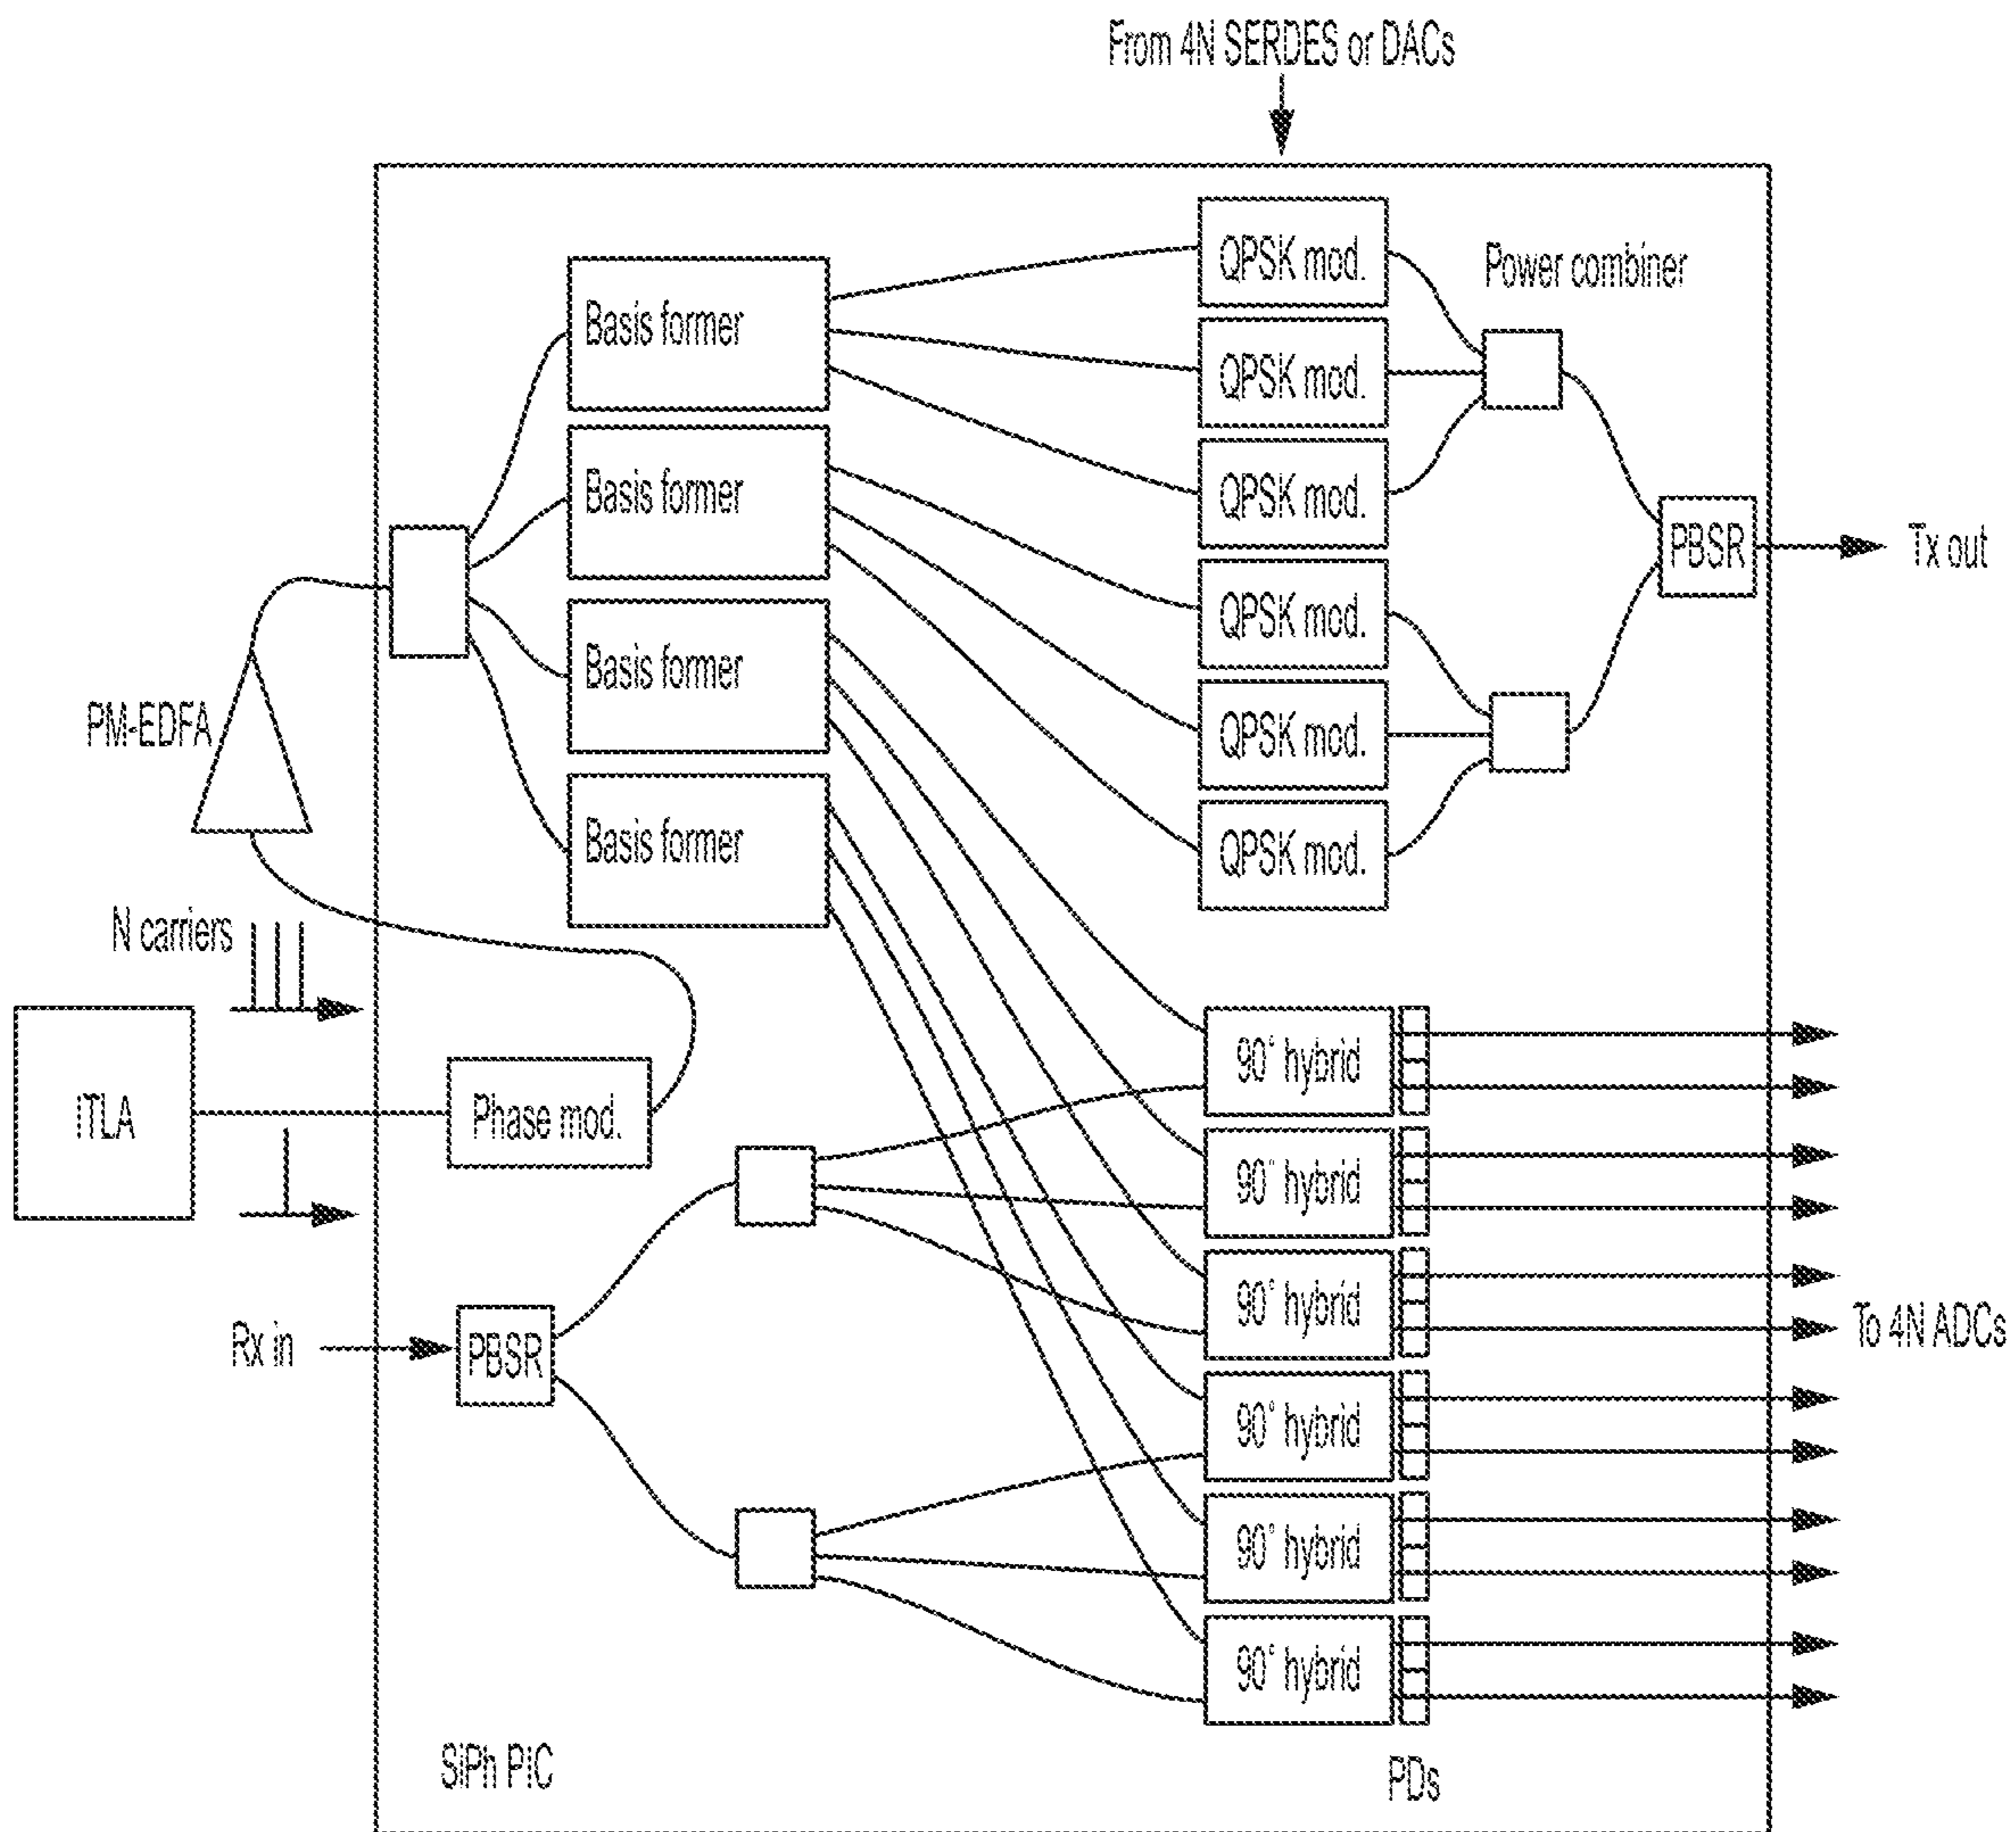 From 4N SERDES or DACs
QPSK mod.
Power combiner
Basis former
QPSK mod.
QPSK mod.
Basis former
PBSR
Tx out
QPSK mod.
Basis former
PM-EDFA
QPSK mod.
Basis former
QPSK mod.
N carriers
90° hybrid
ITLA
Phase mod.
90° hybrid
90° hybrid
To 4N ADCs
Rx in
PBSR
90° hybrid
90° hybrid
90° hybrid
SiPh PIC
PDs